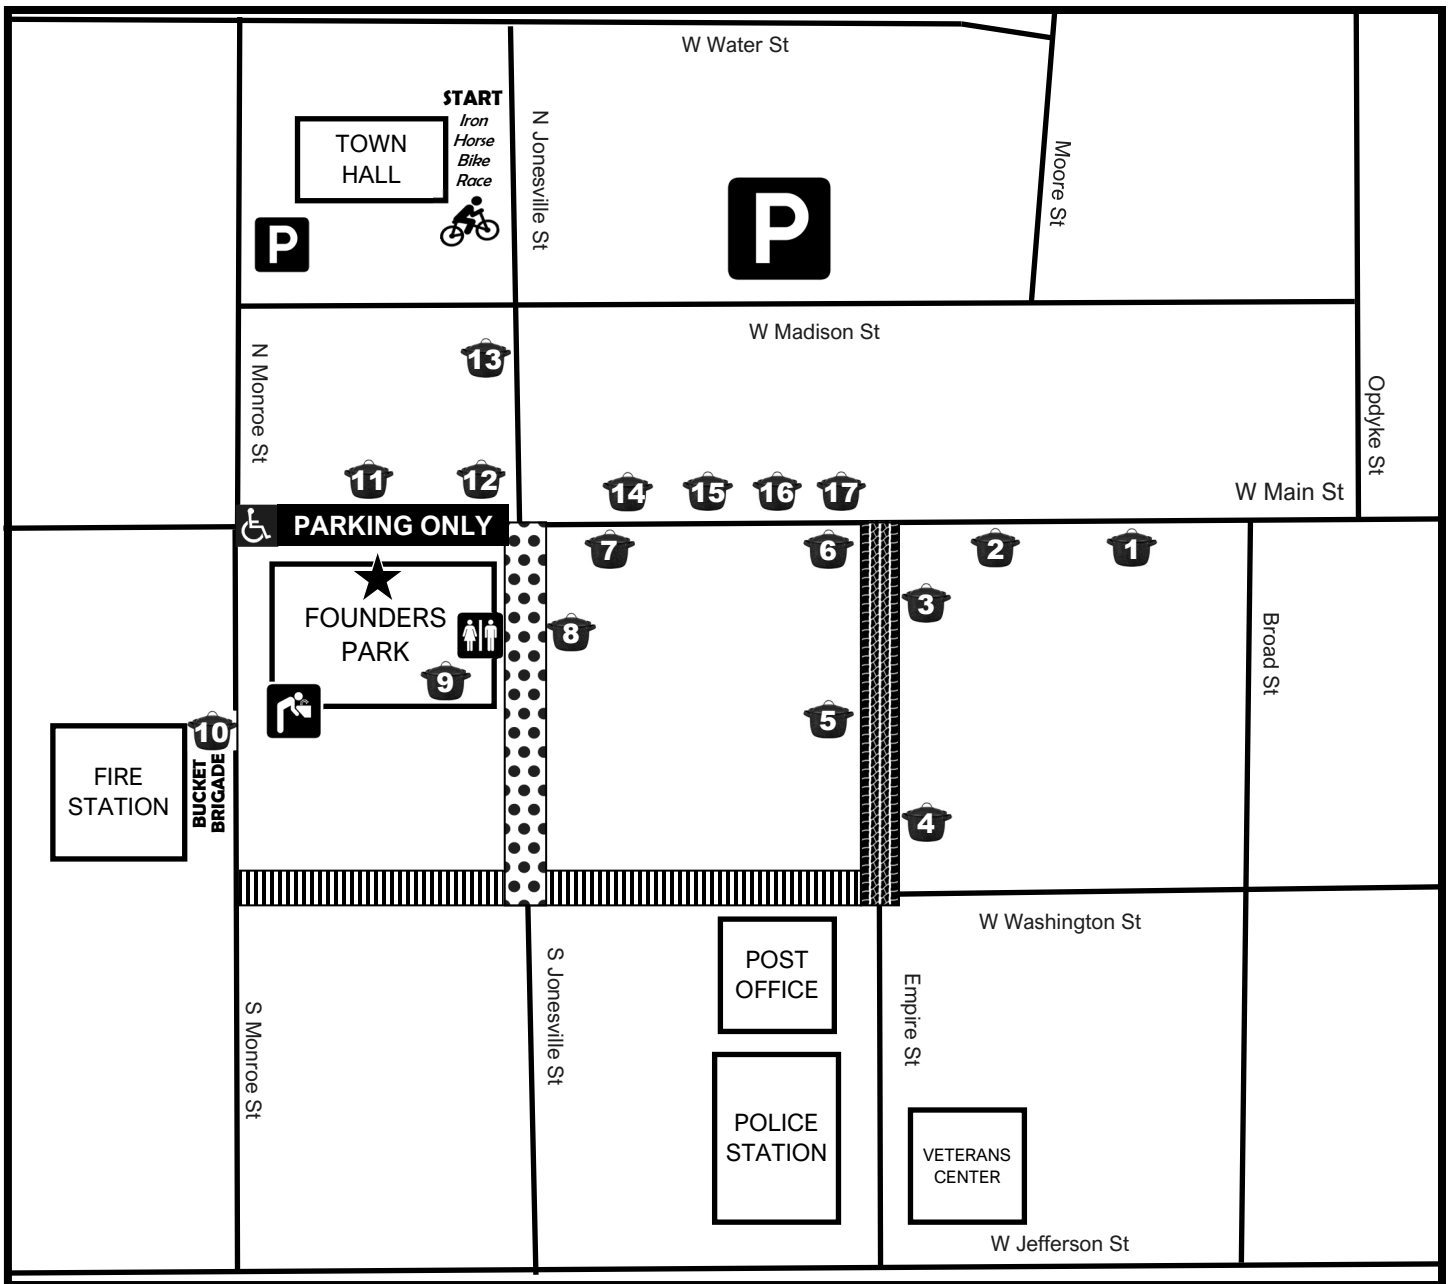 W Water St
START
Iron
Horse
Bike
Race
TOWN
HALL
N Jonesville St
Moore St
P
P
W Madison St
N Monroe St
13
Opdyke St
11
12
14
15
16
17
W Main St
PARKING ONLY
7
6
2
1
3
FOUNDERS
PARK
8
Broad St
9
5
10
BUCKET
BRIGADE
FIRE
STATION
4
W Washington St
POST
OFFICE
S Jonesville St
Empire St
S Monroe St
POLICE
STATION
VETERANS
CENTER
W Jefferson St